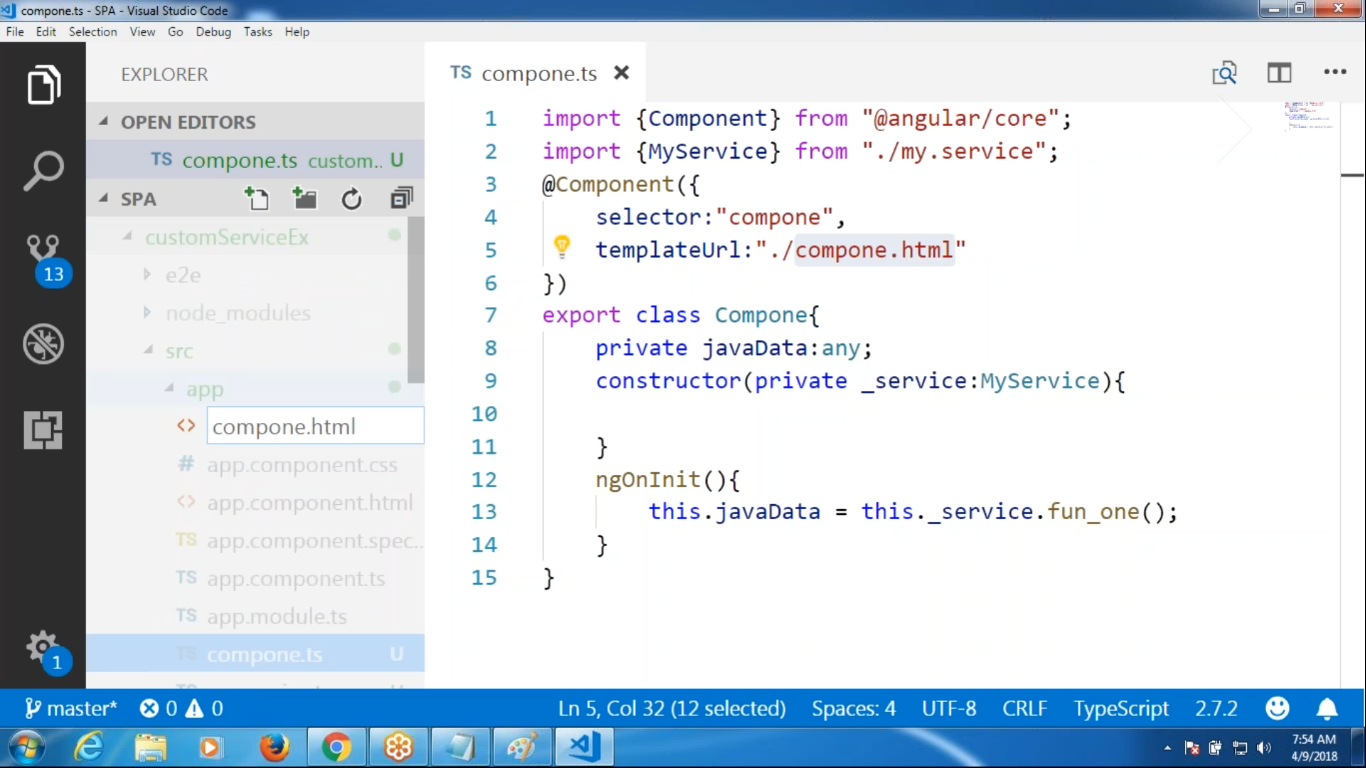 compone.ts - SPA - Visual Studio Code
File Edit Selection View Go Debug Tasks Help
EXPLORER
OPEN EDITORS
TS compone.ts custom.. U
SPA
customServiceEx
e2e
node_modules
src
app
<> compone.html
# app.component.css
<> app.component.html
TS app.component.spec...
TS app.component.ts
TS app.module.ts
TS compone.ts U
13
1
TS compone.ts
1 import {Component} from "@angular/core";
2 import {MyService} from "./my.service";
3 @Component({
4 selector:"compone",
5 templateUrl:"./compone.html"
6 })
7 export class Compone{
8 private javaData:any;
9 constructor(private _service:MyService){
10
11 }
12 ngOnInit(){
13 this.javaData = this._service.fun_one();
14 }
15 }
master* 0 0 Ln 5, Col 32 (12 selected) Spaces: 4 UTF-8 CRLF TypeScript 2.7.2
7:54 AM
4/9/2018